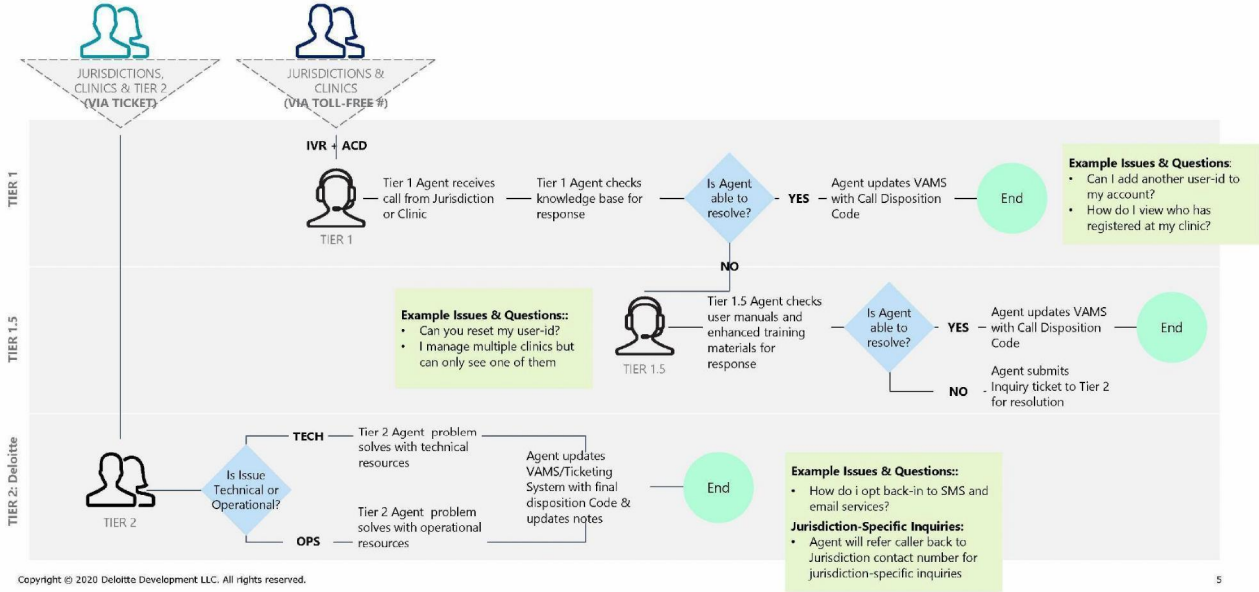 JURISDICTIONS,
CLINICS & TIER 2
(VIA TICKET)
JURISDICTIONS &
CLINICS
(VIA TOLL-FREE #)
TIER 1
IVR + ACD
TIER 1
Tier 1 Agent receives
call from Jurisdiction
or Clinic
Tier 1 Agent checks
knowledge base for
response
Is Agent
able to
resolve?
YES
Agent updates VAMS
with Call Disposition
Code
End
Example Issues & Questions:
• Can I add another user-id to
my account?
• How do I view who has
registered at my clinic?
NO
TIER 1.5
Example Issues & Questions::
• Can you reset my user-id?
• I manage multiple clinics but
can only see one of them
TIER 1.5
Tier 1.5 Agent checks
user manuals and
enhanced training
materials for
response
Is Agent
able to
resolve?
YES
Agent updates VAMS
with Call Disposition
Code
End
NO
Agent submits
Inquiry ticket to Tier 2
for resolution
TIER 2: Deloitte
TIER 2
Is Issue
Technical or
Operational?
TECH
Tier 2 Agent problem
solves with technical
resources
OPS
Tier 2 Agent problem
solves with operational
resources
Agent updates
VAMS/Ticketing
System with final
disposition Code &
updates notes
End
Example Issues & Questions::
• How do i opt back-in to SMS and
email services?
Jurisdiction-Specific Inquiries:
• Agent will refer caller back to
Jurisdiction contact number for
jurisdiction-specific inquiries
Copyright © 2020 Deloitte Development LLC. All rights reserved.
5